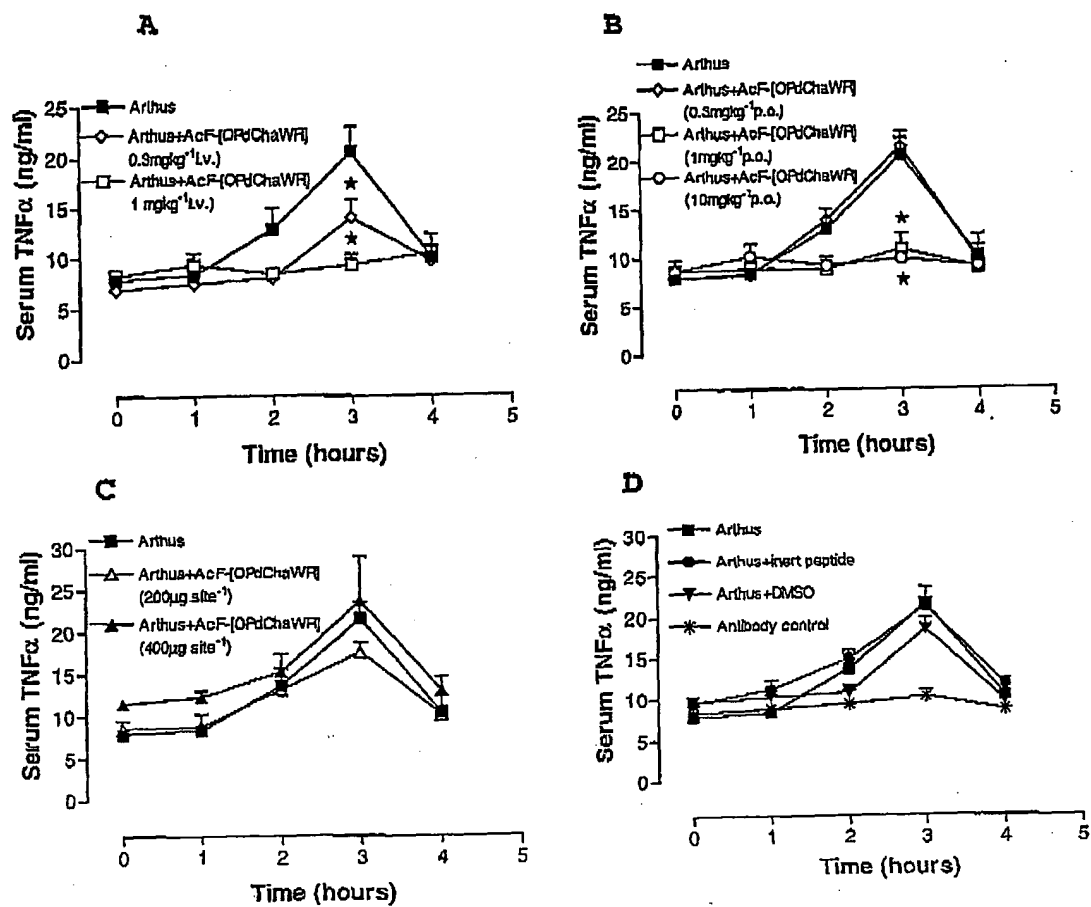 A
Arthus
Arthus+AcF-[OPdChaWR]
0.3mgkg⁻¹ i.v.)
Arthus+AcF-[OPdChaWR]
1 mgkg⁻¹ i.v.)
Serum TNFα (ng/ml)
25
20
15
10
5
0
0 1 2 3 4 5
Time (hours)
B
Arthus
Arthus+AcF-[OPdChaWR]
(0.3mgkg⁻¹p.o.)
Arthus+AcF-[OPdChaWR]
(1mgkg⁻¹p.o.)
Arthus+AcF-[OPdChaWR]
(10mgkg⁻¹p.o.)
Serum TNFα (ng/ml)
25
20
15
10
5
0
0 1 2 3 4 5
Time (hours)
C
Arthus
Arthus+AcF-[OPdChaWR]
(200µg site⁻¹)
Arthus+AcF-[OPdChaWR]
(400µg site⁻¹)
Serum TNFα (ng/ml)
30
25
20
15
10
5
0
0 1 2 3 4 5
Time (hours)
D
Arthus
Arthus+inert peptide
Arthus+DMSO
Antibody control
Serum TNFα (ng/ml)
30
25
20
15
10
5
0
0 1 2 3 4 5
Time (hours)